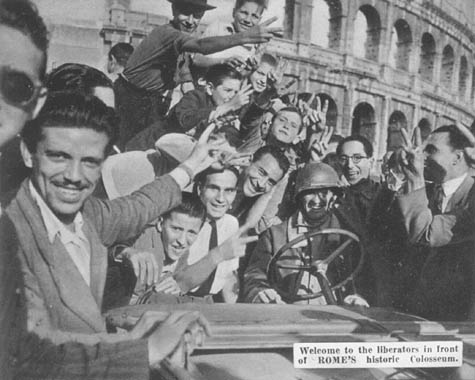 Welcome to the liberators in front
of ROME'S historic Colosseum.